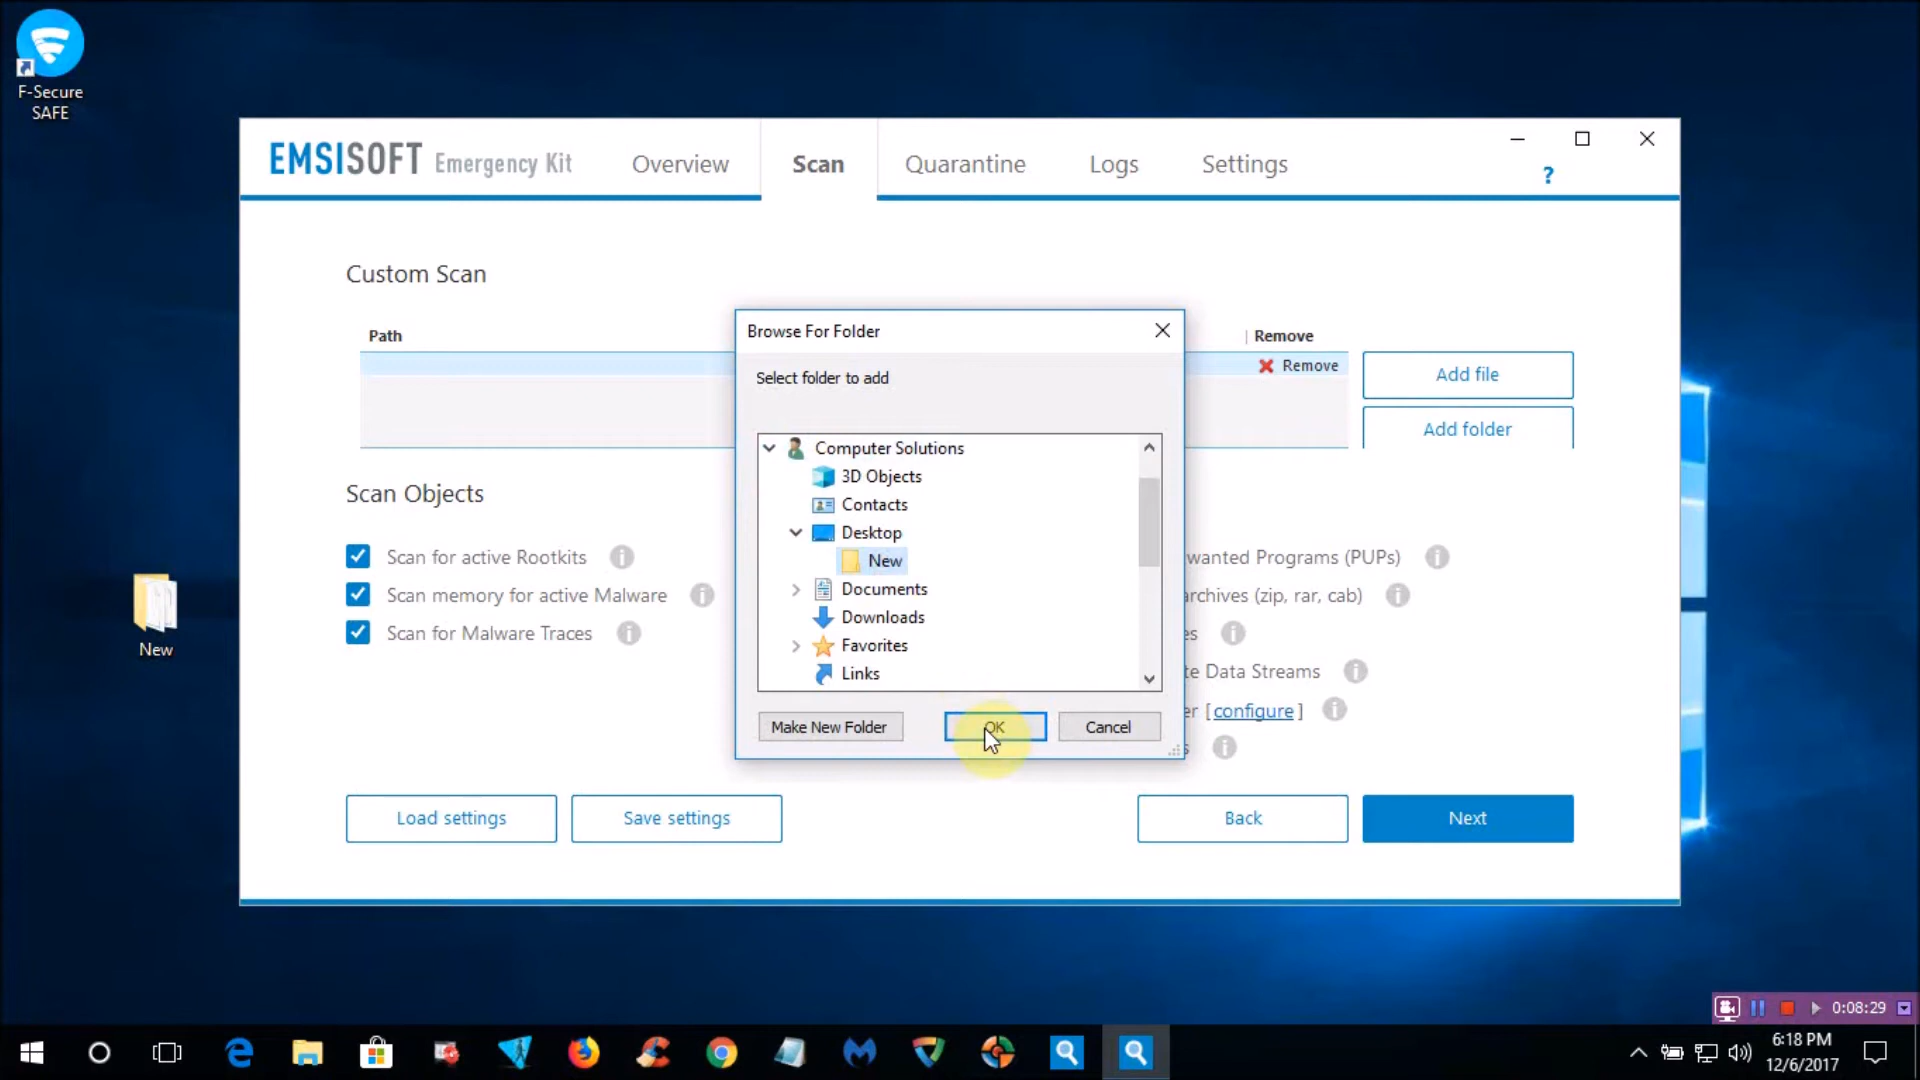 F-Secure
SAFE
EMSISOFT Emergency Kit
Overview
Scan
Quarantine
Logs
Settings
?
Custom Scan
Path
Remove
Remove
Add file
Add folder
Browse For Folder
Select folder to add
Computer Solutions
3D Objects
Contacts
Desktop
New
Documents
Downloads
Favorites
Links
Make New Folder
OK
Cancel
Scan Objects
Scan for active Rootkits
Scan memory for active Malware
Scan for Malware Traces
wanted Programs (PUPs)
archives (zip, rar, cab)
es
te Data Streams
er [configure]
s
New
Load settings
Save settings
Back
Next
0:08:29
6:18 PM
12/6/2017